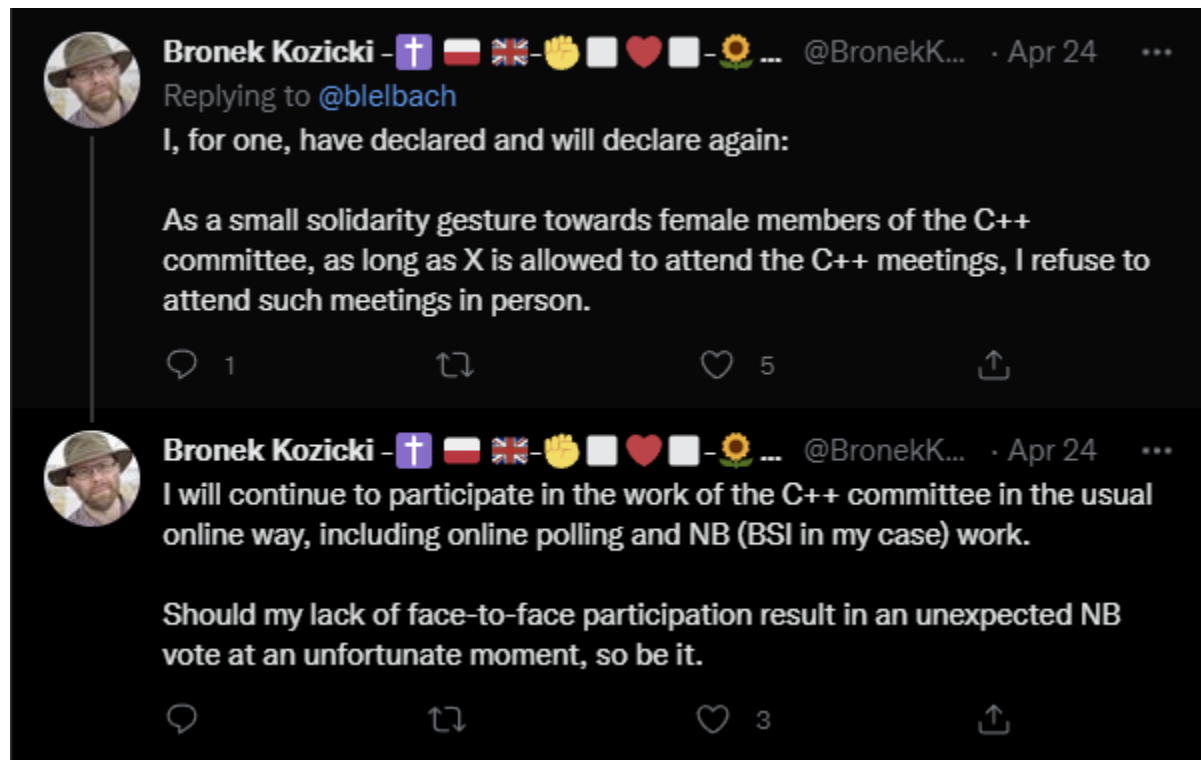 Bronek Kozicki -✝️ 🇵🇱 🇬🇧-✊⬜❤️⬜-🌻 ... @BronekK... · Apr 24
Replying to @blelbach
I, for one, have declared and will declare again:
As a small solidarity gesture towards female members of the C++
committee, as long as X is allowed to attend the C++ meetings, I refuse to
attend such meetings in person.
1 5
Bronek Kozicki -✝️ 🇵🇱 🇬🇧-✊⬜❤️⬜-🌻 ... @BronekK... · Apr 24
I will continue to participate in the work of the C++ committee in the usual
online way, including online polling and NB (BSI in my case) work.
Should my lack of face-to-face participation result in an unexpected NB
vote at an unfortunate moment, so be it.
3